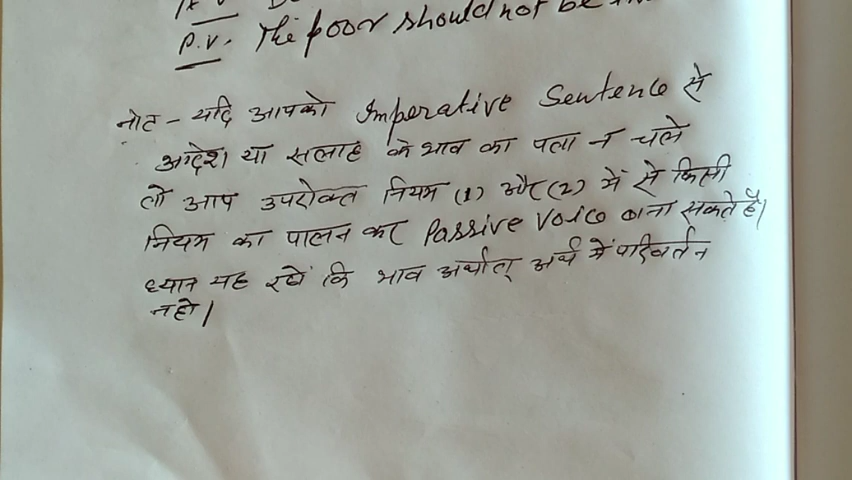 P.V. The poor should not be
नोट - यदि आपको Imperative Sentence से
आदेश या सलाह के भाव का पता न चले
तो आप उपरोक्त नियम (1) और (2) में से किसी
नियम का पालन कर Passive Voice बना सकते हैं।
ध्यान यह रखें कि भाव अर्थात् अर्थ में परिवर्तन
न हो।